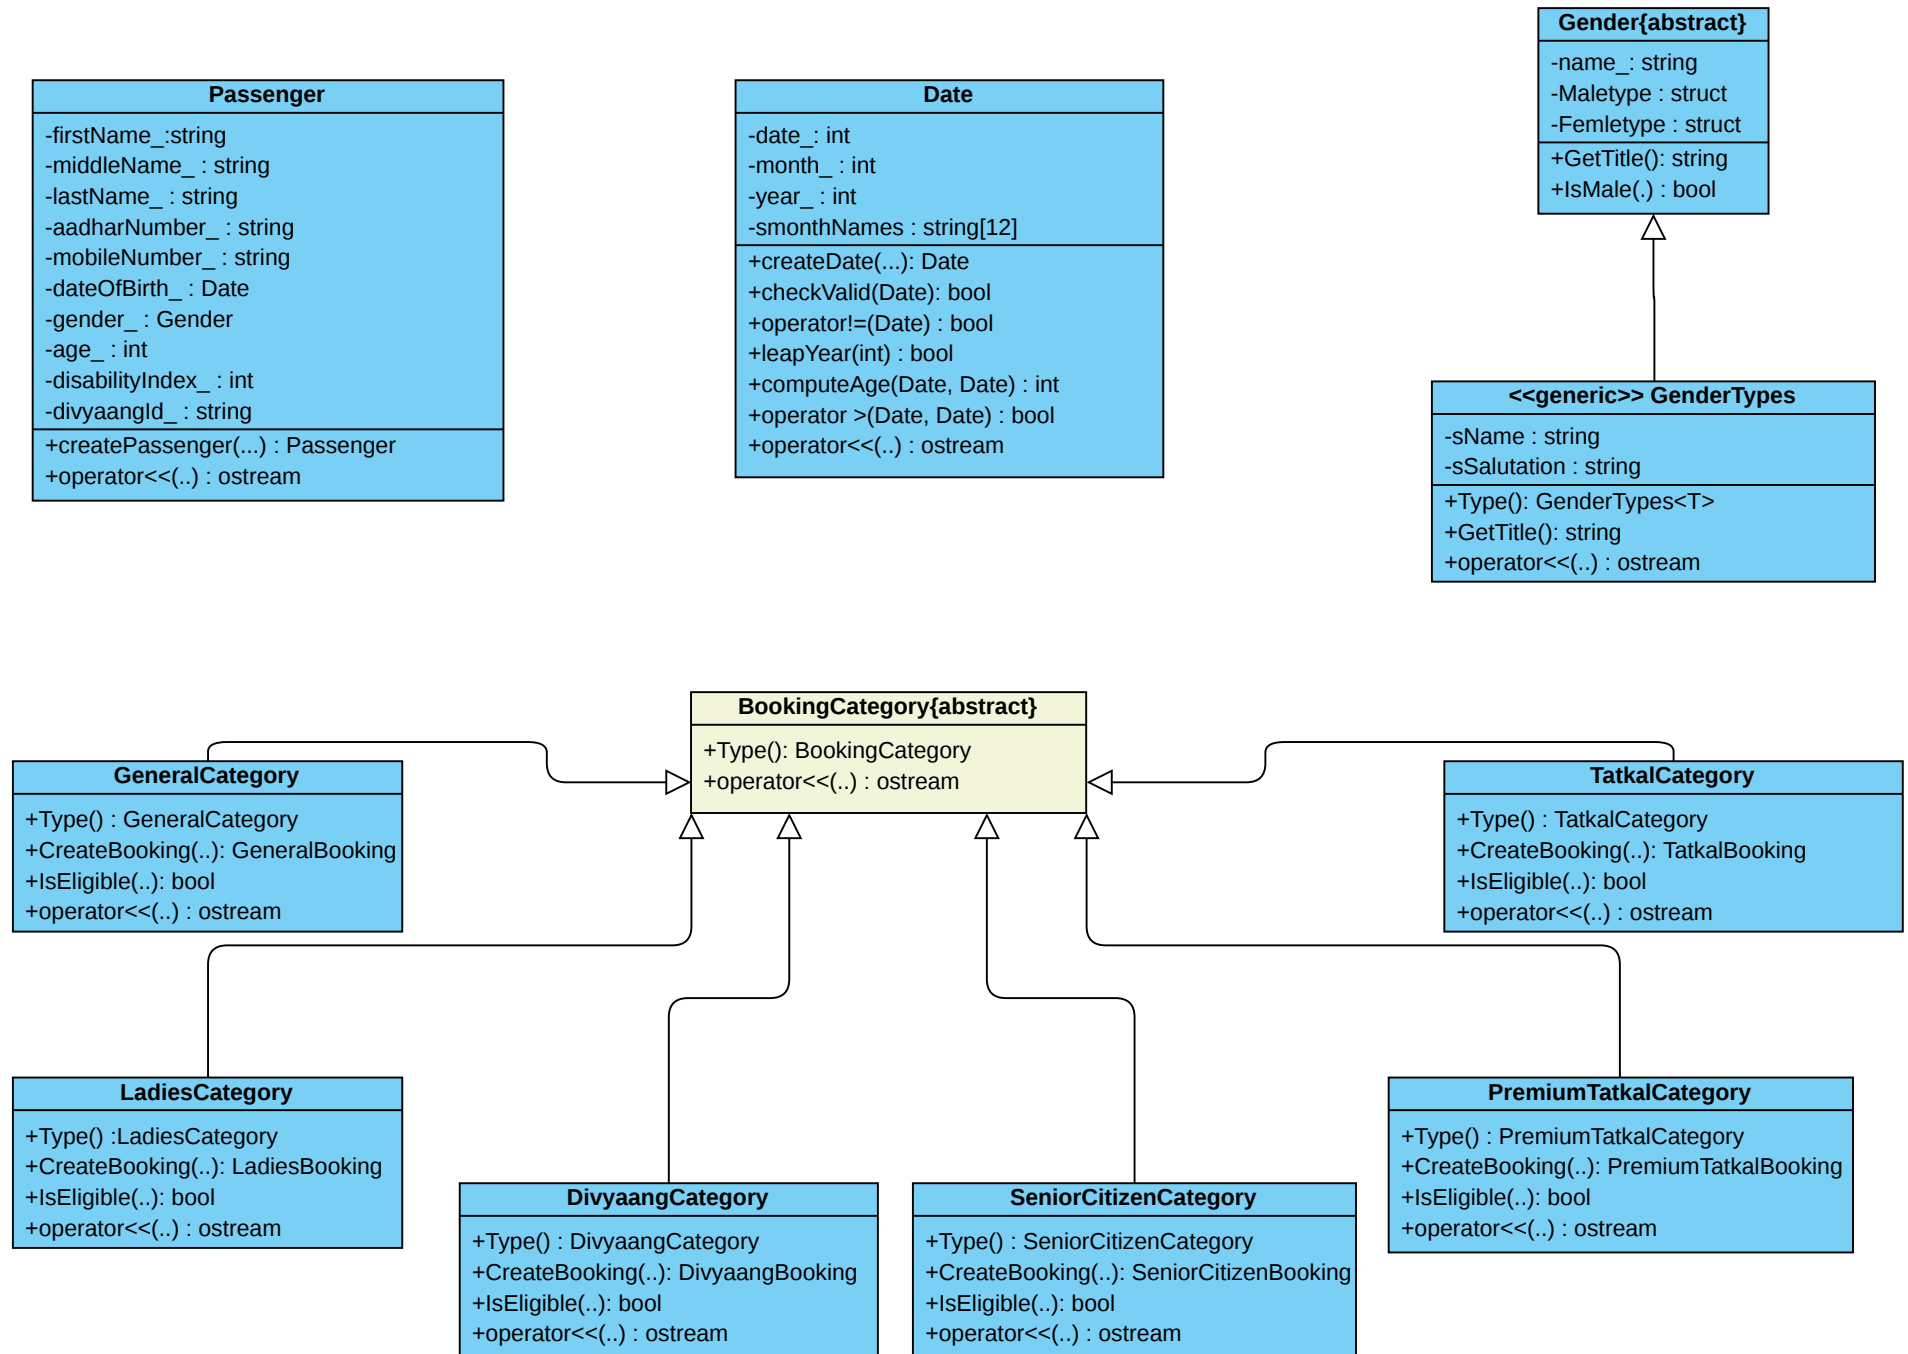 Gender{abstract}
-name_: string
-Maletype : struct
-Femletype : struct
+GetTitle(): string
+IsMale(.) : bool
Passenger
-firstName_:string
-middleName_ : string
-lastName_ : string
-aadharNumber_ : string
-mobileNumber_ : string
-dateOfBirth_ : Date
-gender_ : Gender
-age_ : int
-disabilityIndex_ : int
-divyaangId_ : string
+createPassenger(...) : Passenger
+operator<<(..) : ostream
Date
-date_: int
-month_ : int
-year_ : int
-smonthNames : string[12]
+createDate(...): Date
+checkValid(Date): bool
+operator!=(Date) : bool
+leapYear(int) : bool
+computeAge(Date, Date) : int
+operator >(Date, Date) : bool
+operator<<(..) : ostream
<<generic>> GenderTypes
-sName : string
-sSalutation : string
+Type(): GenderTypes<T>
+GetTitle(): string
+operator<<(..) : ostream
BookingCategory{abstract}
+Type(): BookingCategory
+operator<<(..) : ostream
GeneralCategory
+Type() : GeneralCategory
+CreateBooking(..): GeneralBooking
+IsEligible(..): bool
+operator<<(..) : ostream
TatkalCategory
+Type() : TatkalCategory
+CreateBooking(..): TatkalBooking
+IsEligible(..): bool
+operator<<(..) : ostream
LadiesCategory
+Type() :LadiesCategory
+CreateBooking(..): LadiesBooking
+IsEligible(..): bool
+operator<<(..) : ostream
DivyaangCategory
+Type() : DivyaangCategory
+CreateBooking(..): DivyaangBooking
+IsEligible(..): bool
+operator<<(..) : ostream
SeniorCitizenCategory
+Type() : SeniorCitizenCategory
+CreateBooking(..): SeniorCitizenBooking
+IsEligible(..): bool
+operator<<(..) : ostream
PremiumTatkalCategory
+Type() : PremiumTatkalCategory
+CreateBooking(..): PremiumTatkalBooking
+IsEligible(..): bool
+operator<<(..) : ostream